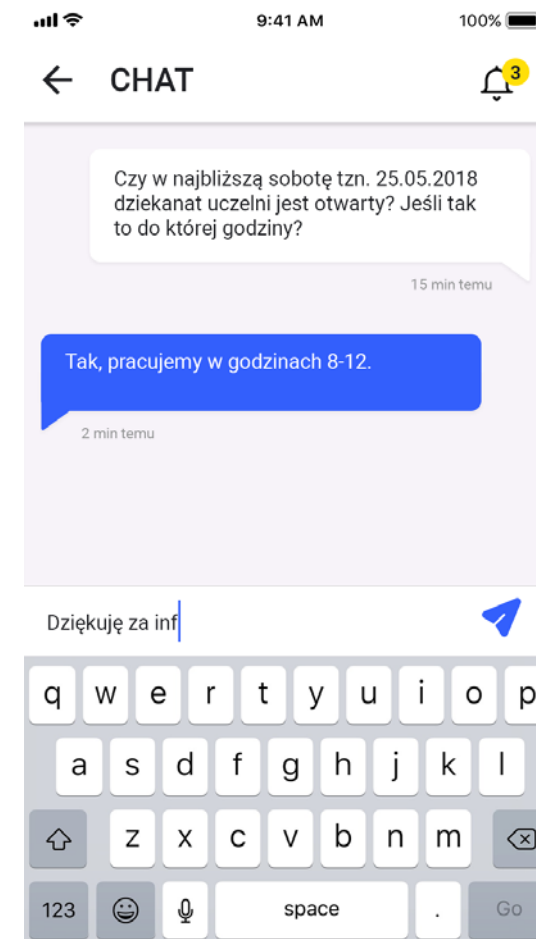 9:41 AM
100%
CHAT
3
Czy w najbliższą sobotę tzn. 25.05.2018
dziekanat uczelni jest otwarty? Jeśli tak
to do której godziny?
15 min temu
Tak, pracujemy w godzinach 8-12.
2 min temu
Dziękuję za inf
q w e r t y u i o p
a s d f g h j k l
z x c v b n m
123 space . Go